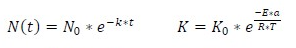 N(t) = N₀ * e^(-k*t) K = K₀ * e^(-E*a / R*T)